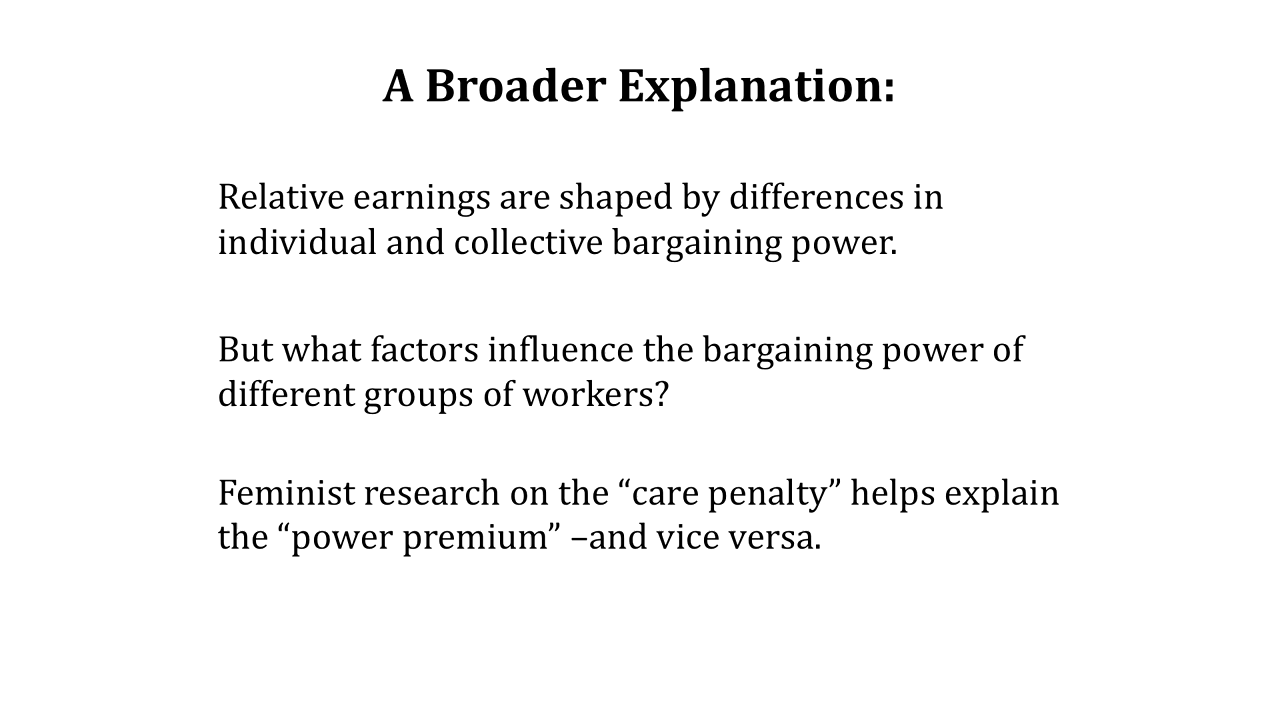 A Broader Explanation:
Relative earnings are shaped by differences in
individual and collective bargaining power.
But what factors influence the bargaining power of
different groups of workers?
Feminist research on the “care penalty” helps explain
the “power premium” –and vice versa.